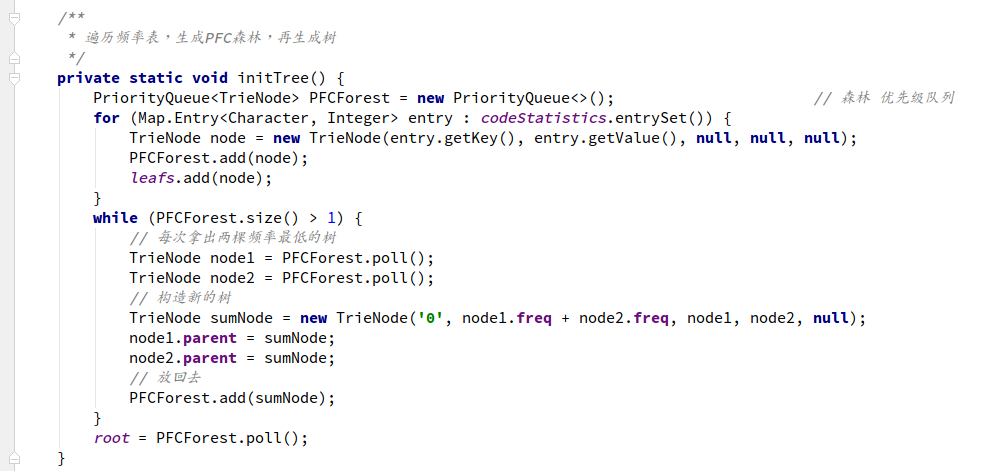 /**
 * 遍历频率表，生成PFC森林，再生成树
 */
private static void initTree() {
    PriorityQueue<TrieNode> PFCForest = new PriorityQueue<>();                      // 森林 优先级队列
    for (Map.Entry<Character, Integer> entry : codeStatistics.entrySet()) {
        TrieNode node = new TrieNode(entry.getKey(), entry.getValue(), null, null, null);
        PFCForest.add(node);
        leafs.add(node);
    }
    while (PFCForest.size() > 1) {
        // 每次拿出两棵频率最低的树
        TrieNode node1 = PFCForest.poll();
        TrieNode node2 = PFCForest.poll();
        // 构造新的树
        TrieNode sumNode = new TrieNode('0', node1.freq + node2.freq, node1, node2, null);
        node1.parent = sumNode;
        node2.parent = sumNode;
        // 放回去
        PFCForest.add(sumNode);
    }
    root = PFCForest.poll();
}